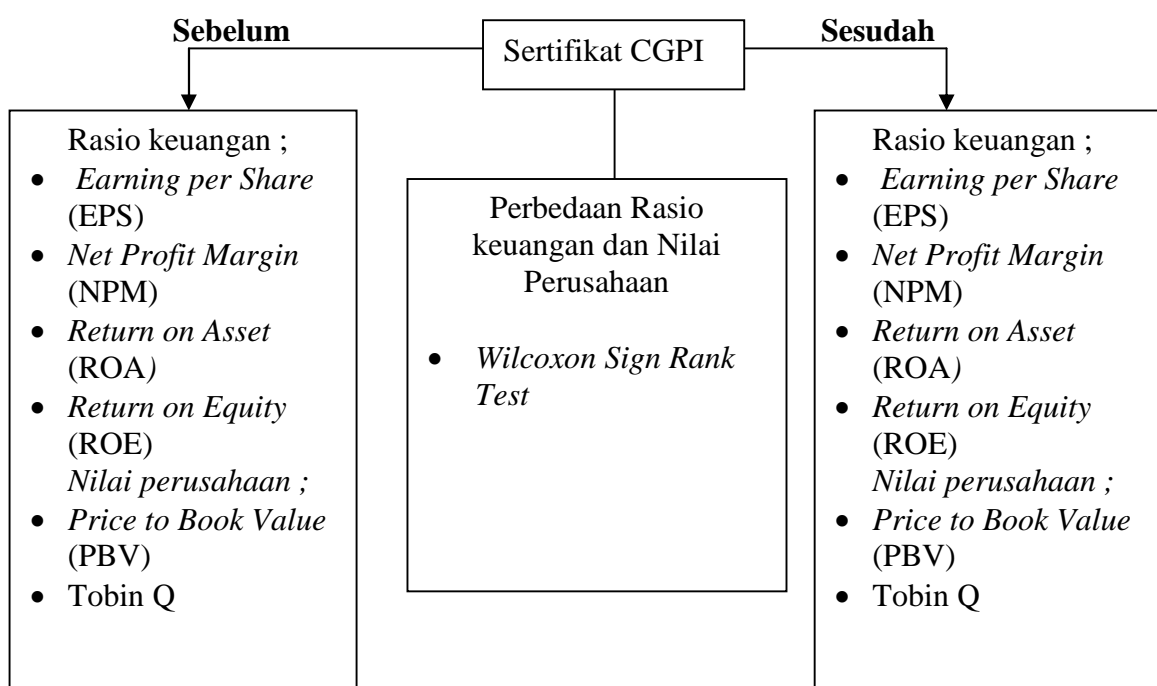 Sebelum
Sertifikat CGPI
Sesudah
Rasio keuangan ;
• Earning per Share
(EPS)
• Net Profit Margin
(NPM)
• Return on Asset
(ROA)
• Return on Equity
(ROE)
Nilai perusahaan ;
• Price to Book Value
(PBV)
• Tobin Q
Perbedaan Rasio
keuangan dan Nilai
Perusahaan
• Wilcoxon Sign Rank
Test
Rasio keuangan ;
• Earning per Share
(EPS)
• Net Profit Margin
(NPM)
• Return on Asset
(ROA)
• Return on Equity
(ROE)
Nilai perusahaan ;
• Price to Book Value
(PBV)
• Tobin Q